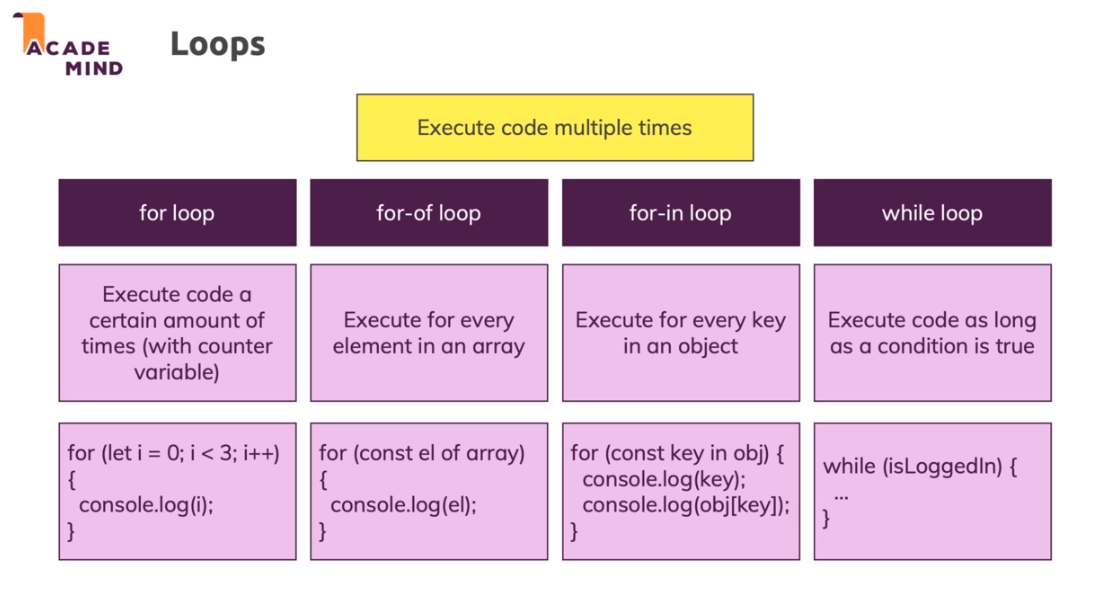 ACADE
MIND
Loops
Execute code multiple times
for loop
for-of loop
for-in loop
while loop
Execute code a
certain amount of
times (with counter
variable)
Execute for every
element in an array
Execute for every key
in an object
Execute code as long
as a condition is true
for (let i = 0; i < 3; i++)
{
  console.log(i);
}
for (const el of array)
{
  console.log(el);
}
for (const key in obj) {
  console.log(key);
  console.log(obj[key]);
}
while (isLoggedIn) {
  ...
}